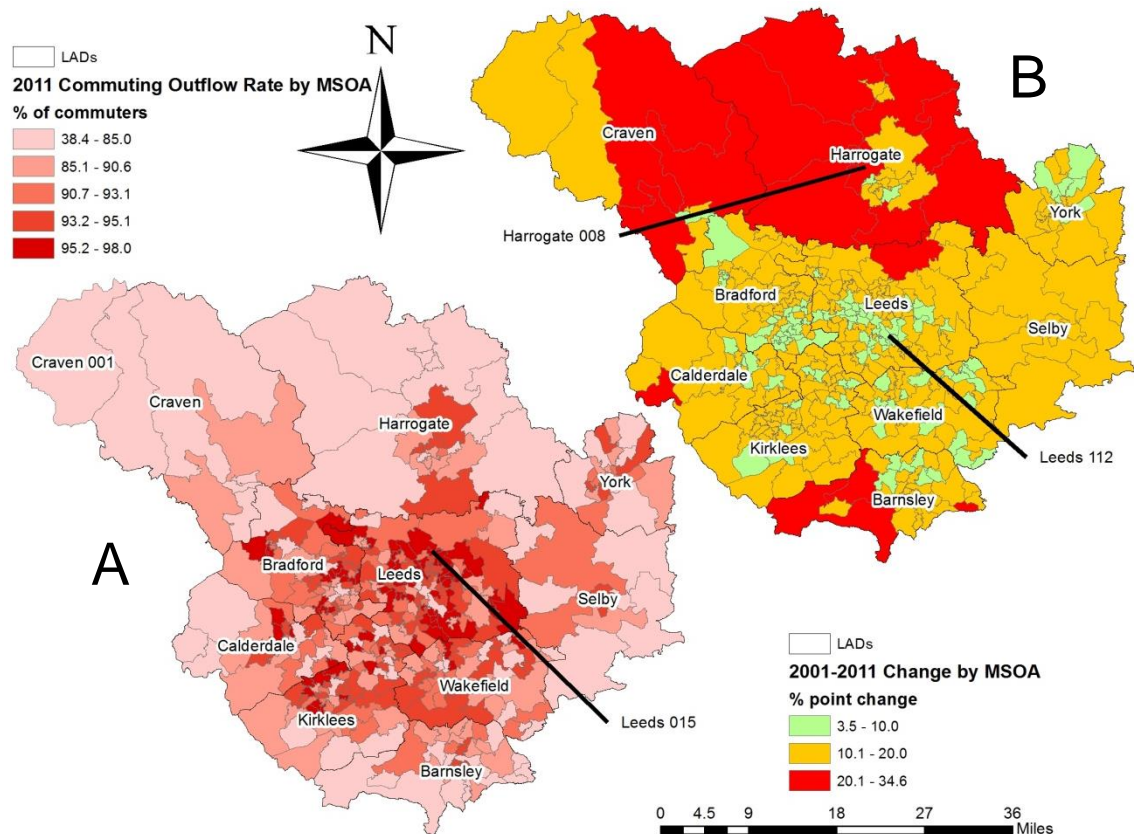 LADs
2011 Commuting Outflow Rate by MSOA
% of commuters
38.4 - 85.0
85.1 - 90.6
90.7 - 93.1
93.2 - 95.1
95.2 - 98.0
N
B
Craven
Harrogate
York
Harrogate 008
Bradford
Leeds
Selby
Calderdale
Wakefield
Kirklees
Leeds 112
Barnsley
A
Craven 001
Craven
Harrogate
York
Bradford
Leeds
Selby
Calderdale
Wakefield
Kirklees
Leeds 015
Barnsley
LADs
2001-2011 Change by MSOA
% point change
3.5 - 10.0
10.1 - 20.0
20.1 - 34.6
0 4.5 9 18 27 36
Miles